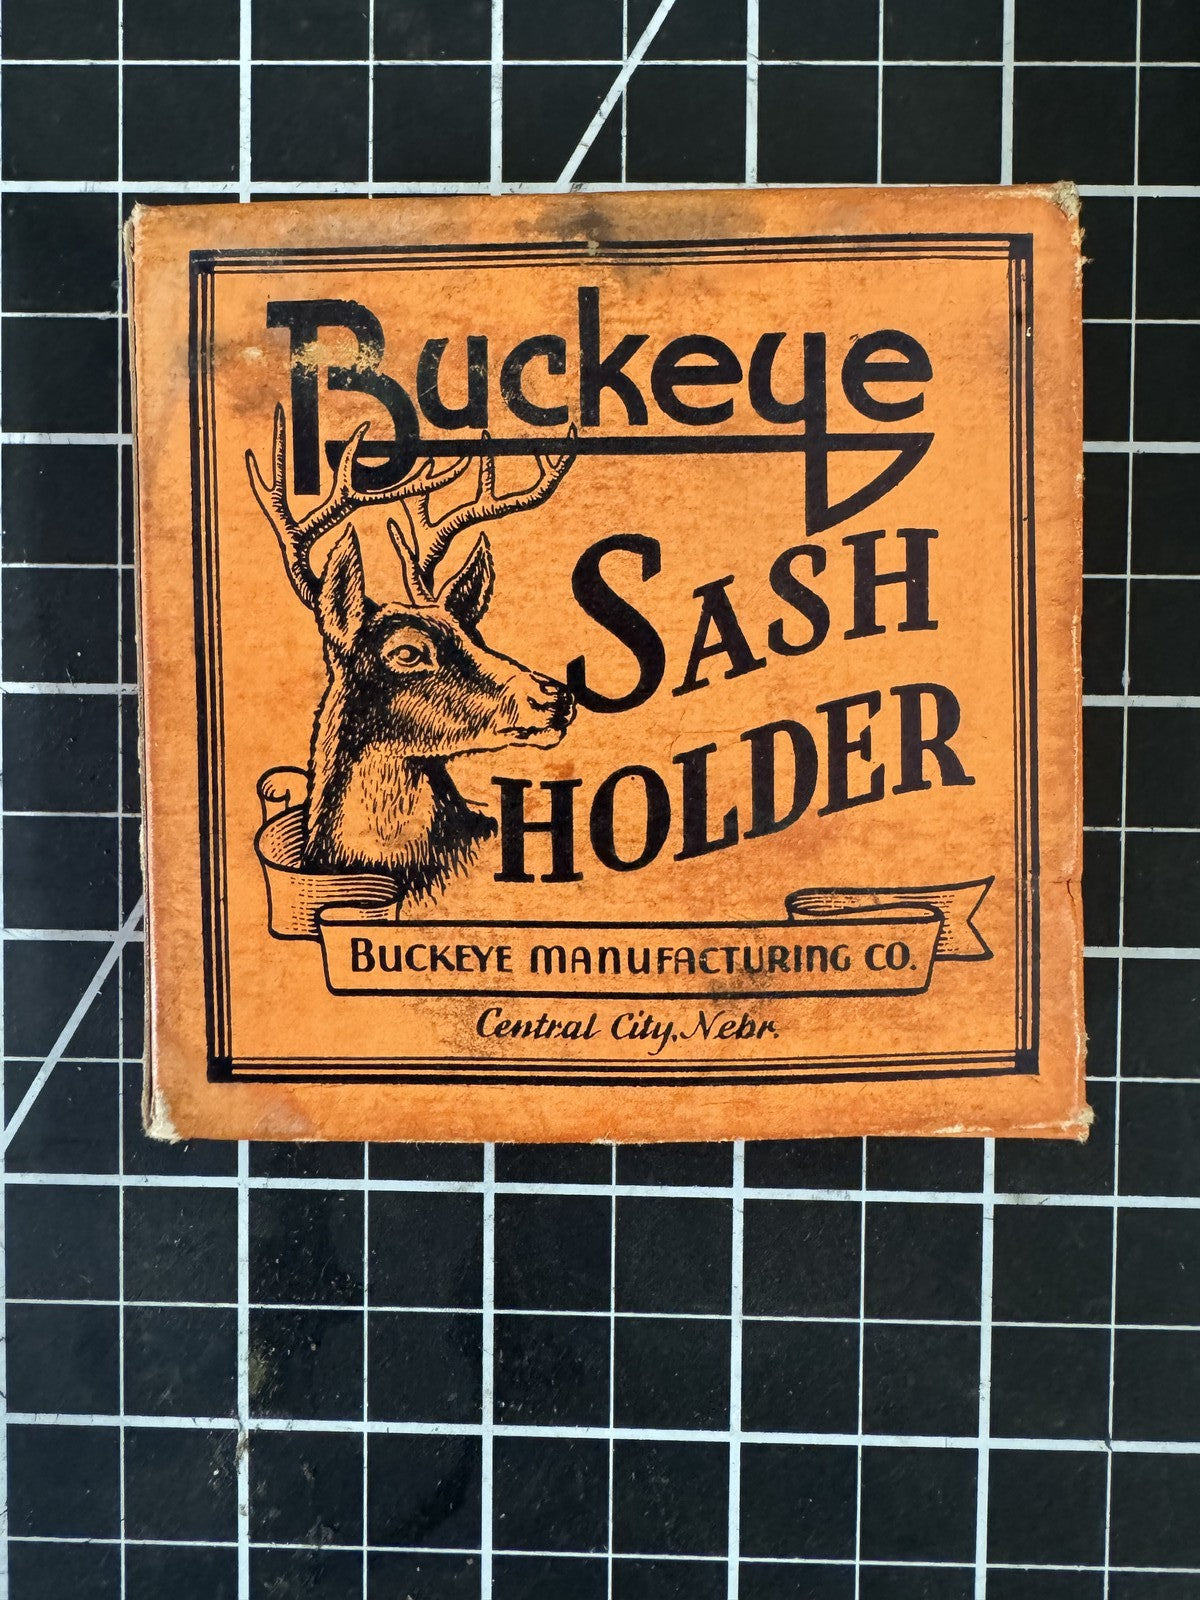 Buckeye
SASH
HOLDER
BUCKEYE MANUFACTURING CO.
Central City, Nebr.